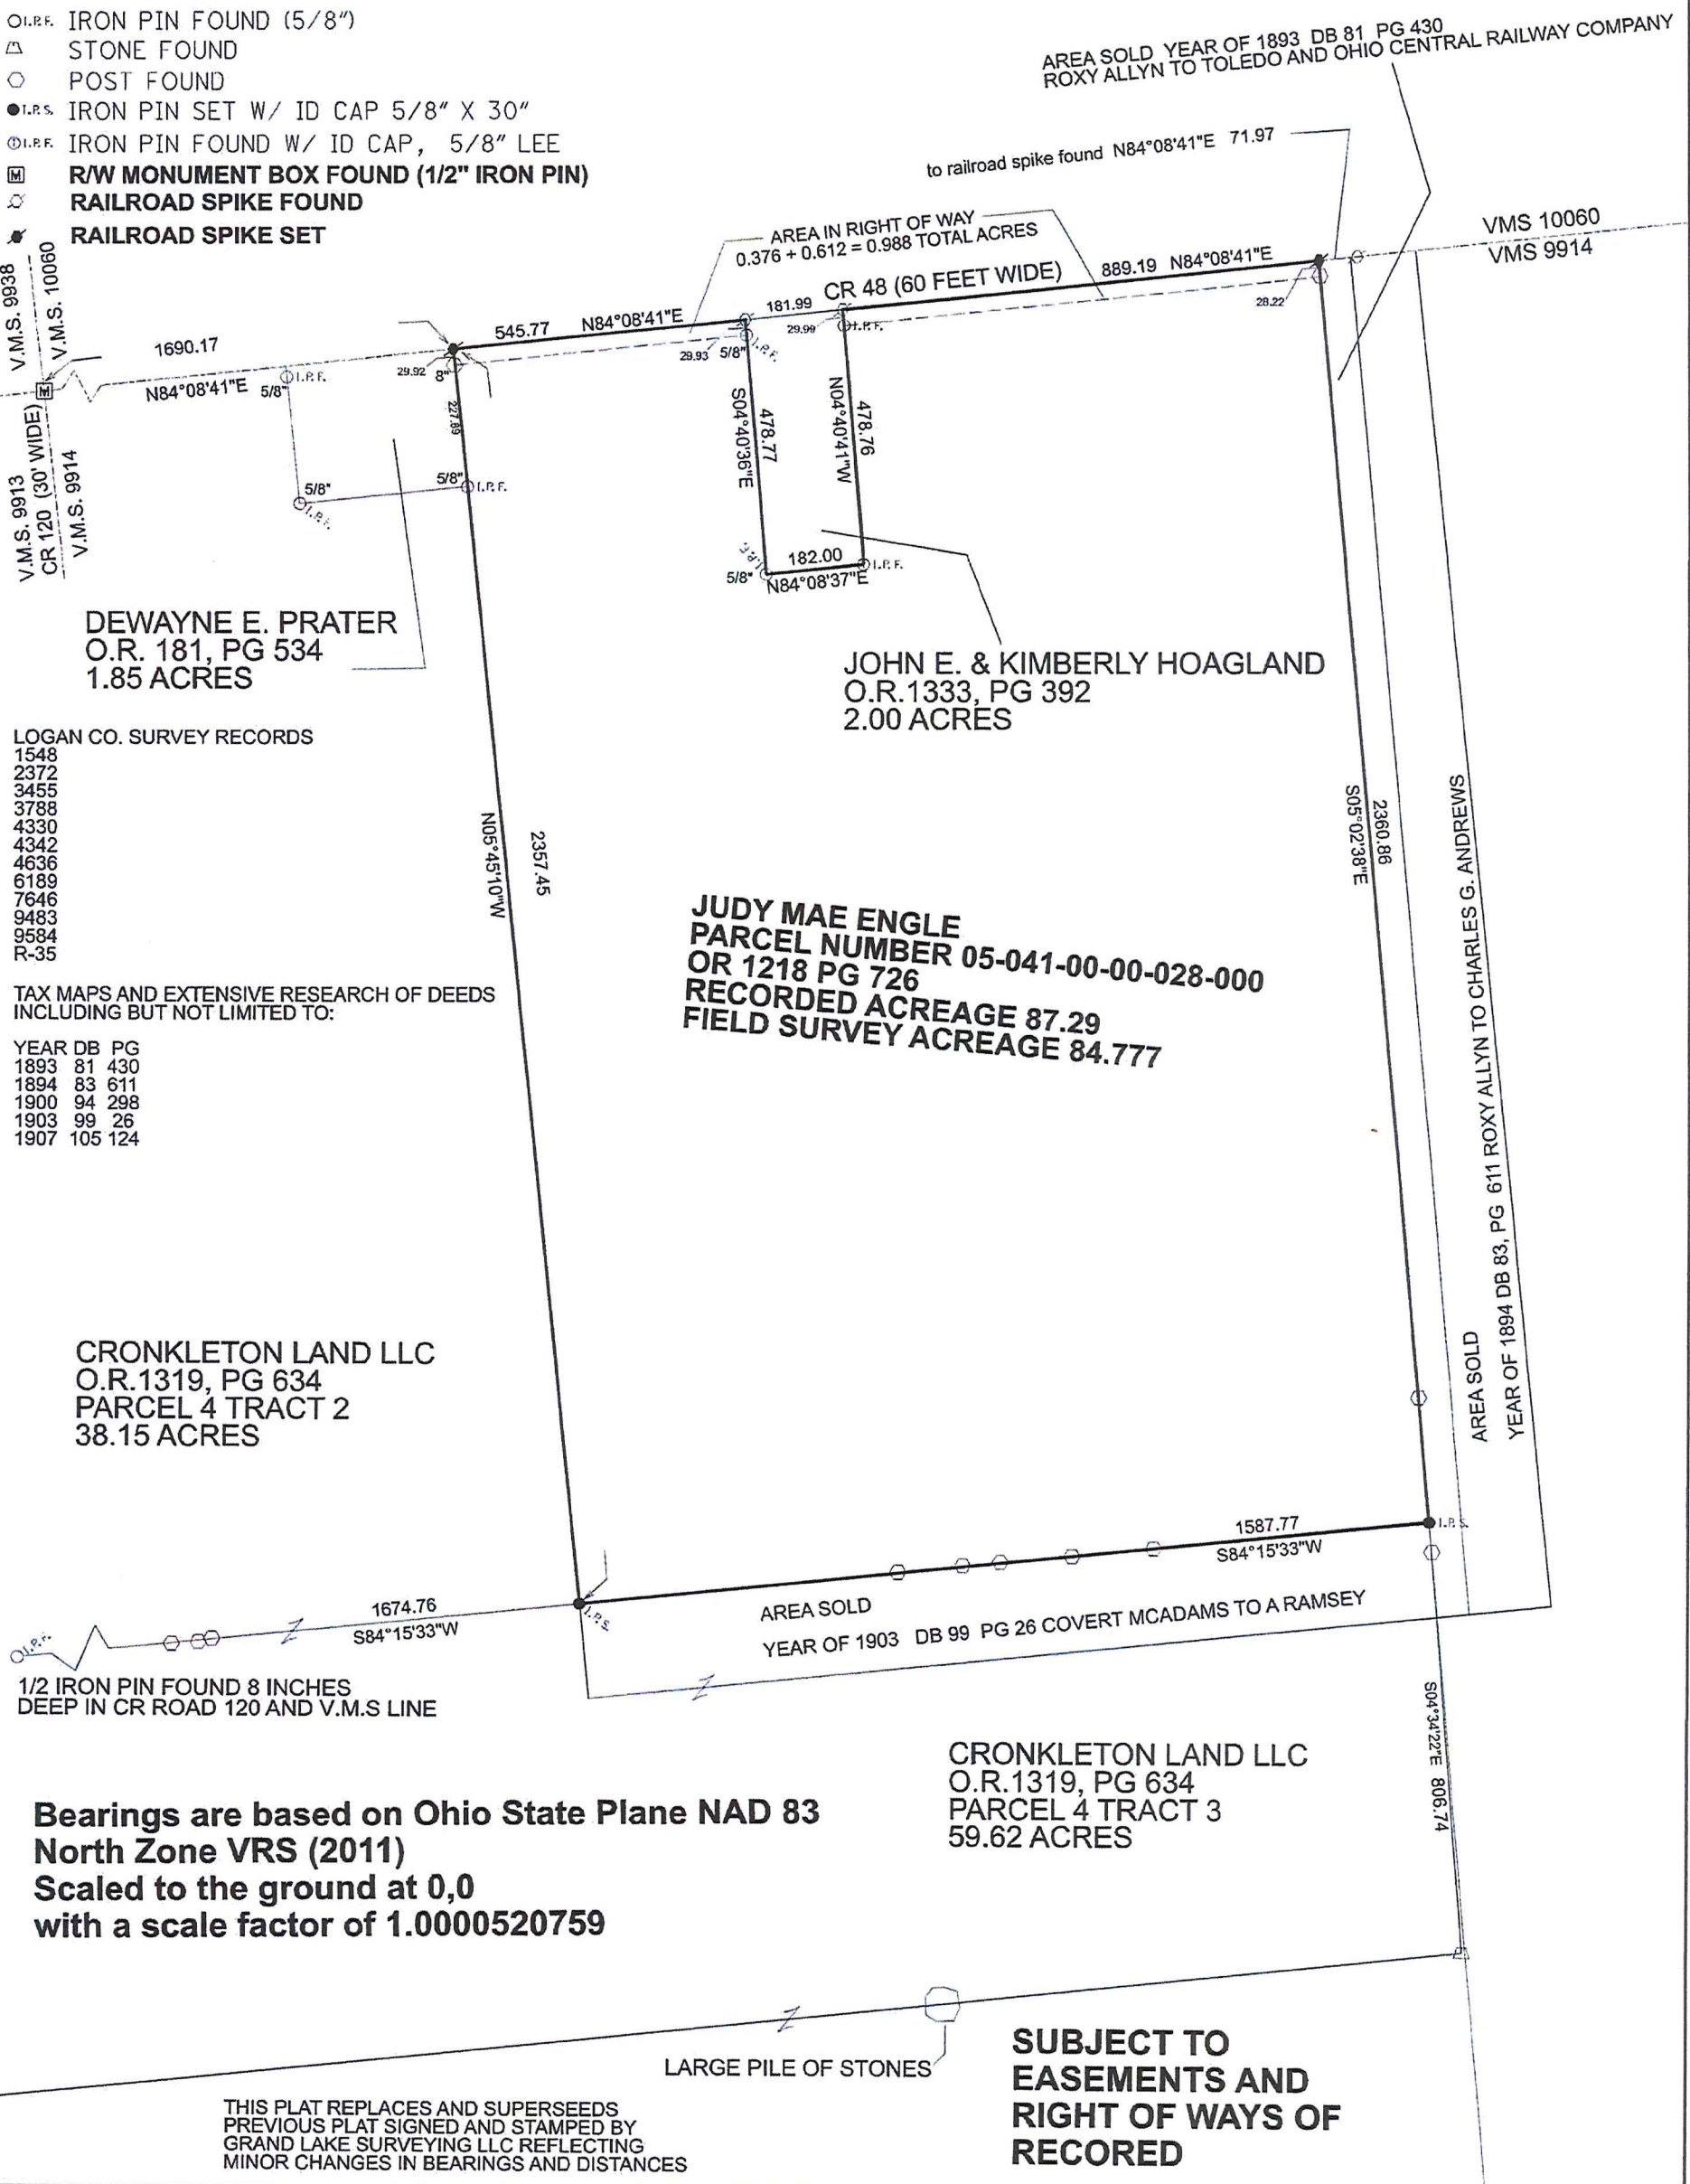 O I.P.F. IRON PIN FOUND (5/8")
STONE FOUND
POST FOUND
I.P.S. IRON PIN SET W/ ID CAP 5/8" X 30"
I.P.F. IRON PIN FOUND W/ ID CAP, 5/8" LEE
M R/W MONUMENT BOX FOUND (1/2" IRON PIN)
RAILROAD SPIKE FOUND
RAILROAD SPIKE SET
AREA SOLD YEAR OF 1893 DB 81 PG 430
ROXY ALLYN TO TOLEDO AND OHIO CENTRAL RAILWAY COMPANY
to railroad spike found N84°08'41"E 71.97
VMS 10060
VMS 9914
AREA IN RIGHT OF WAY
0.376 + 0.612 = 0.988 TOTAL ACRES
CR 48 (60 FEET WIDE)
889.19 N84°08'41"E
28.22
181.99
29.99
I.P.F.
545.77 N84°08'41"E
29.93 5/8"
I.P.F.
29.92 8"
227.89
1690.17
N84°08'41"E
5/8"
I.P.F.
V.M.S. 9938
V.M.S. 10060
M
V.M.S. 9913
CR 120 (30' WIDE)
V.M.S. 9914
5/8"
I.P.F.
5/8"
I.P.F.
S04°40'36"E
478.77
N04°40'41"W
478.76
I.P.F.
5/8"
182.00
N84°08'37"E
I.P.F.
DEWAYNE E. PRATER
O.R. 181, PG 534
1.85 ACRES
JOHN E. & KIMBERLY HOAGLAND
O.R.1333, PG 392
2.00 ACRES
LOGAN CO. SURVEY RECORDS
1548
2372
3455
3788
4330
4342
4636
6189
7646
9483
9584
R-35
TAX MAPS AND EXTENSIVE RESEARCH OF DEEDS
INCLUDING BUT NOT LIMITED TO:
YEAR DB PG
1893 81 430
1894 83 611
1900 94 298
1903 99 26
1907 105 124
N05°45'10"W
2357.45
JUDY MAE ENGLE
PARCEL NUMBER 05-041-00-00-028-000
OR 1218 PG 726
RECORDED ACREAGE 87.29
FIELD SURVEY ACREAGE 84.777
S05°02'38"E
2360.86
AREA SOLD
YEAR OF 1894 DB 83, PG 611 ROXY ALLYN TO CHARLES G. ANDREWS
CRONKLETON LAND LLC
O.R.1319, PG 634
PARCEL 4 TRACT 2
38.15 ACRES
1587.77
S84°15'33"W
I.P.S.
I.P.S.
1674.76
S84°15'33"W
I.P.F.
AREA SOLD
YEAR OF 1903 DB 99 PG 26 COVERT MCADAMS TO A RAMSEY
1/2 IRON PIN FOUND 8 INCHES
DEEP IN CR ROAD 120 AND V.M.S LINE
S04°34'22"E 806.74
CRONKLETON LAND LLC
O.R.1319, PG 634
PARCEL 4 TRACT 3
59.62 ACRES
Bearings are based on Ohio State Plane NAD 83
North Zone VRS (2011)
Scaled to the ground at 0,0
with a scale factor of 1.0000520759
LARGE PILE OF STONES
SUBJECT TO
EASEMENTS AND
RIGHT OF WAYS OF
RECORED
THIS PLAT REPLACES AND SUPERSEEDS
PREVIOUS PLAT SIGNED AND STAMPED BY
GRAND LAKE SURVEYING LLC REFLECTING
MINOR CHANGES IN BEARINGS AND DISTANCES